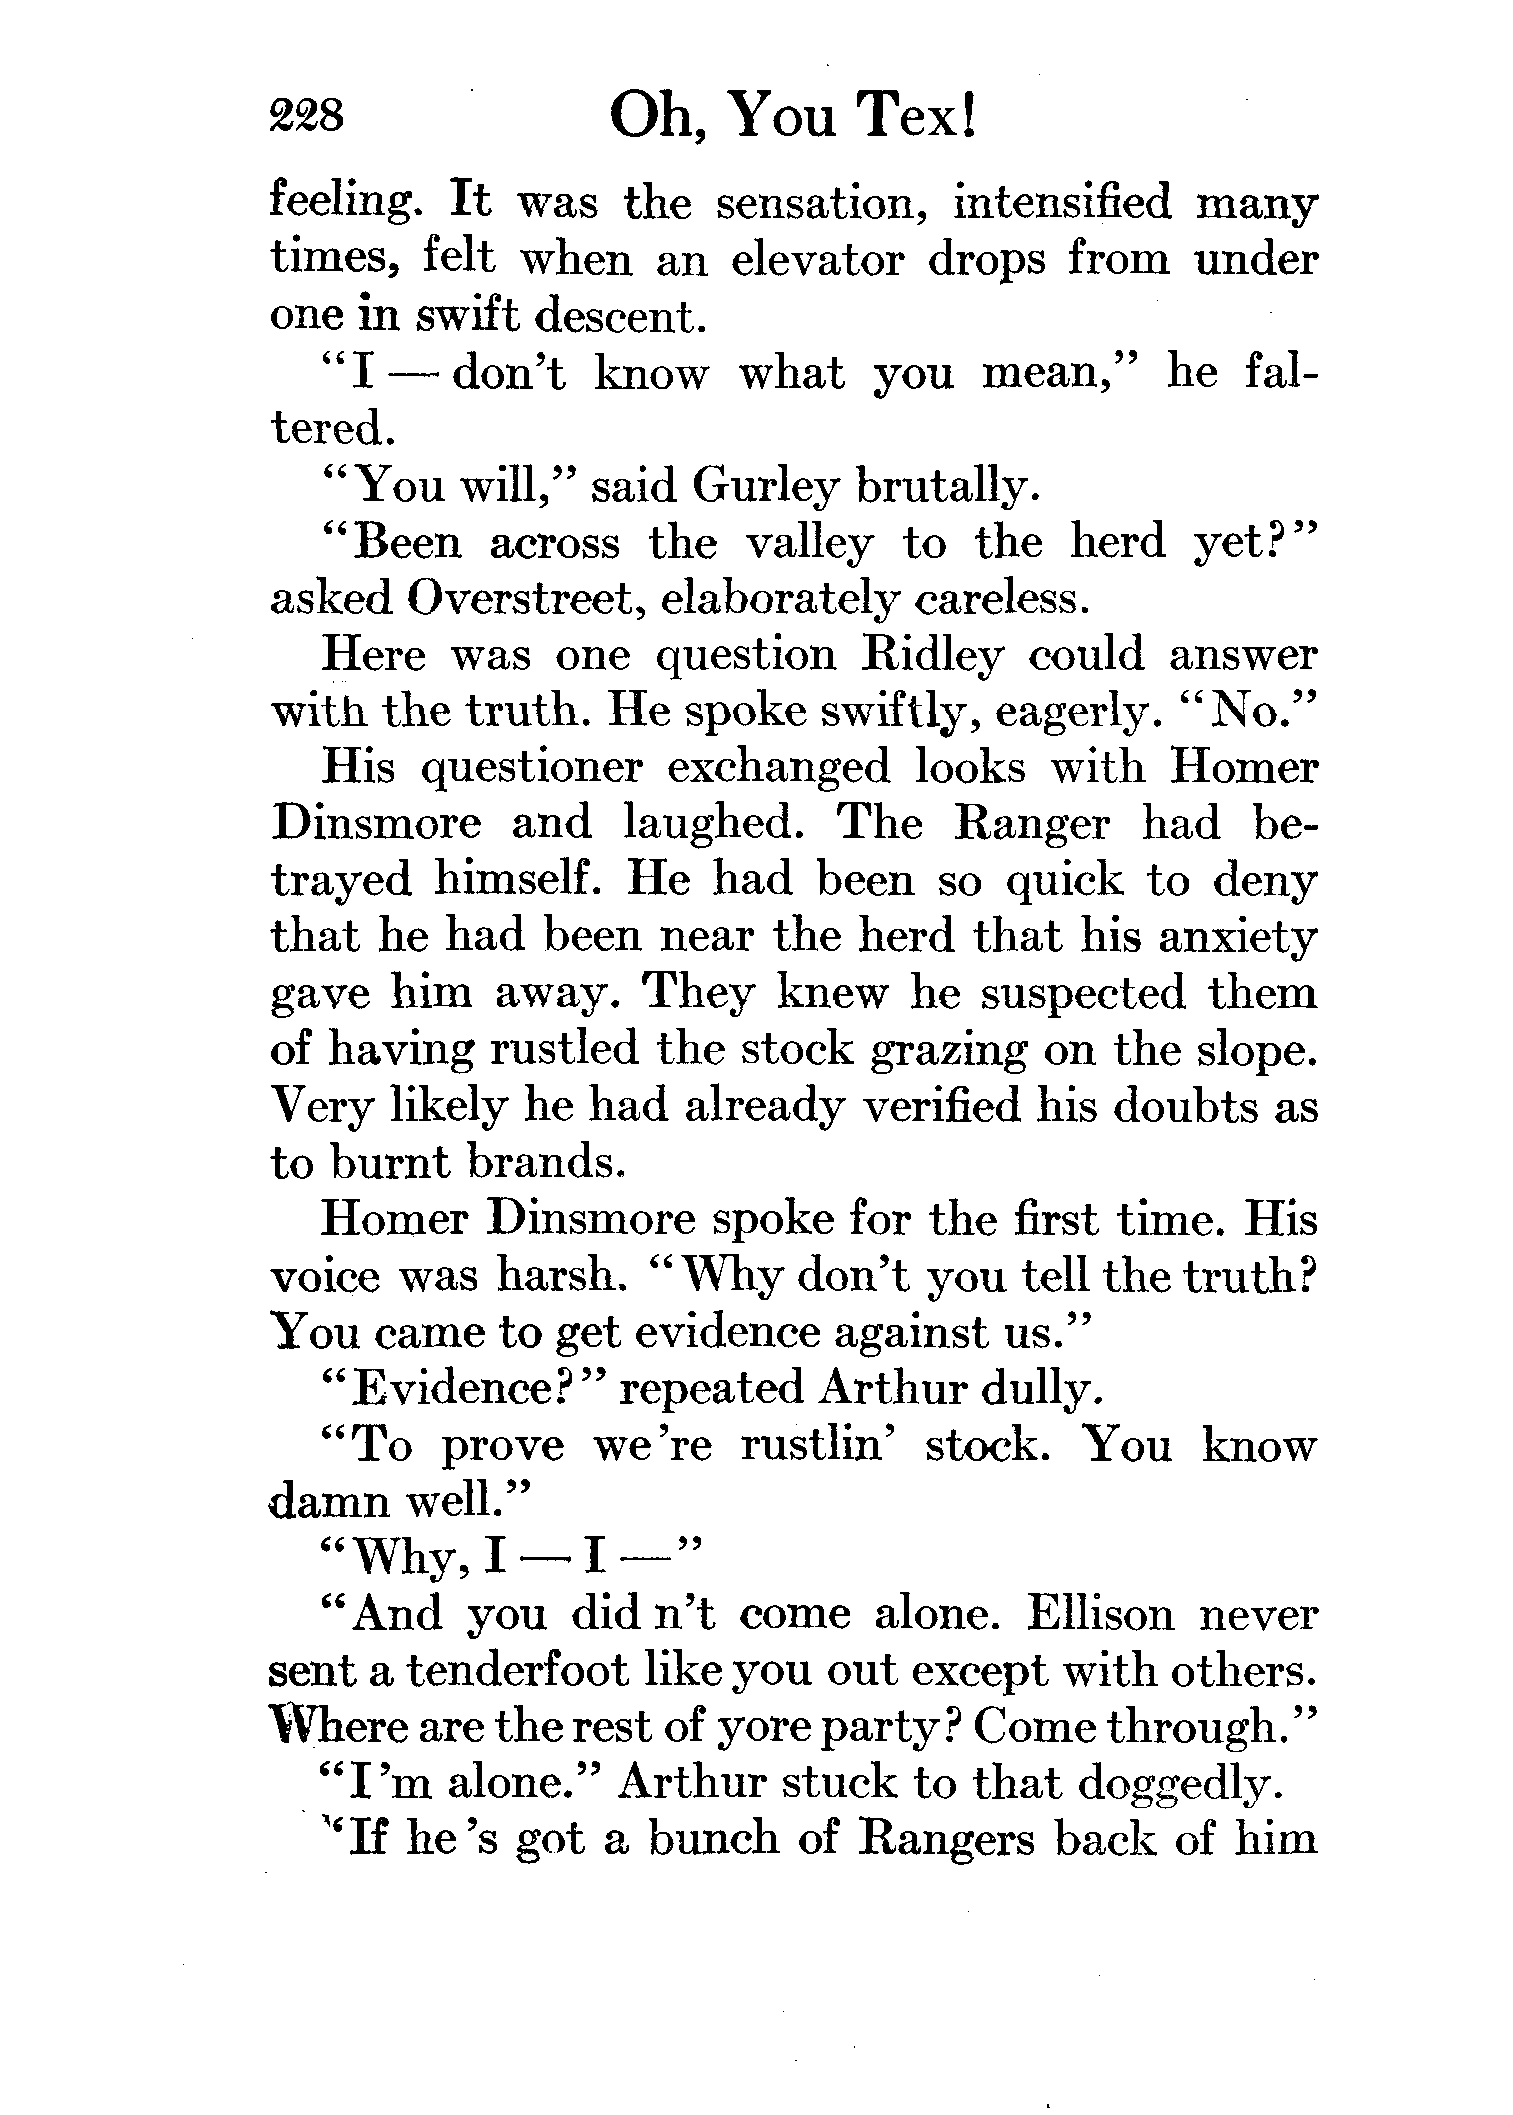 228 Oh, You Tex!
feeling. It was the sensation, intensified many
times, felt when an elevator drops from under
one in swift descent.
“I — don’t know what you mean,” he fal-
tered.
“You will,” said Gurley brutally.
“Been across the valley to the herd yet?”
asked Overstreet, elaborately careless.
Here was one question Ridley could answer
with the truth. He spoke swiftly, eagerly. “No.”
His questioner exchanged looks with Homer
Dinsmore and laughed. The Ranger had be-
trayed himself. He had been so quick to deny
that he had been near the herd that his anxiety
gave him away. They knew he suspected them
of having rustled the stock grazing on the slope.
Very likely he had already verified his doubts as
to burnt brands.
Homer Dinsmore spoke for the first time. His
voice was harsh. “Why don’t you tell the truth?
You came to get evidence against us.”
“Evidence?” repeated Arthur dully.
“To prove we’re rustlin’ stock. You know
damn well.”
“Why, I — I —”
“And you did n’t come alone. Ellison never
sent a tenderfoot like you out except with others.
Where are the rest of yore party? Come through.”
“I’m alone.” Arthur stuck to that doggedly.
“If he’s got a bunch of Rangers back of him